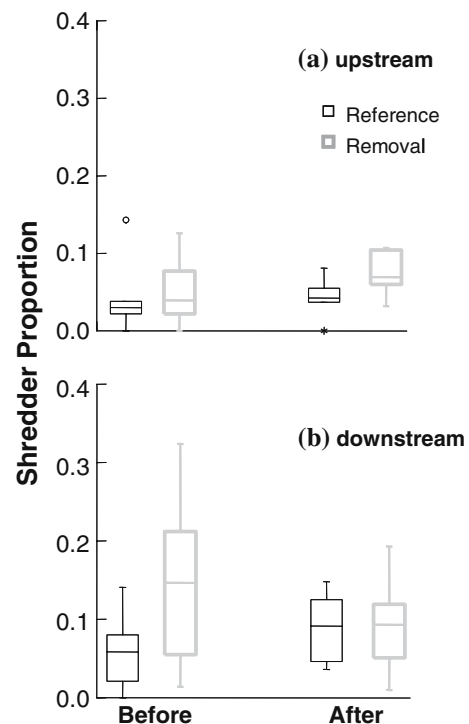 0.4
(a) upstream
0.3
Reference
Removal
0.2
0.1
0.0
Shredder Proportion
0.4
(b) downstream
0.3
0.2
0.1
0.0
Before After